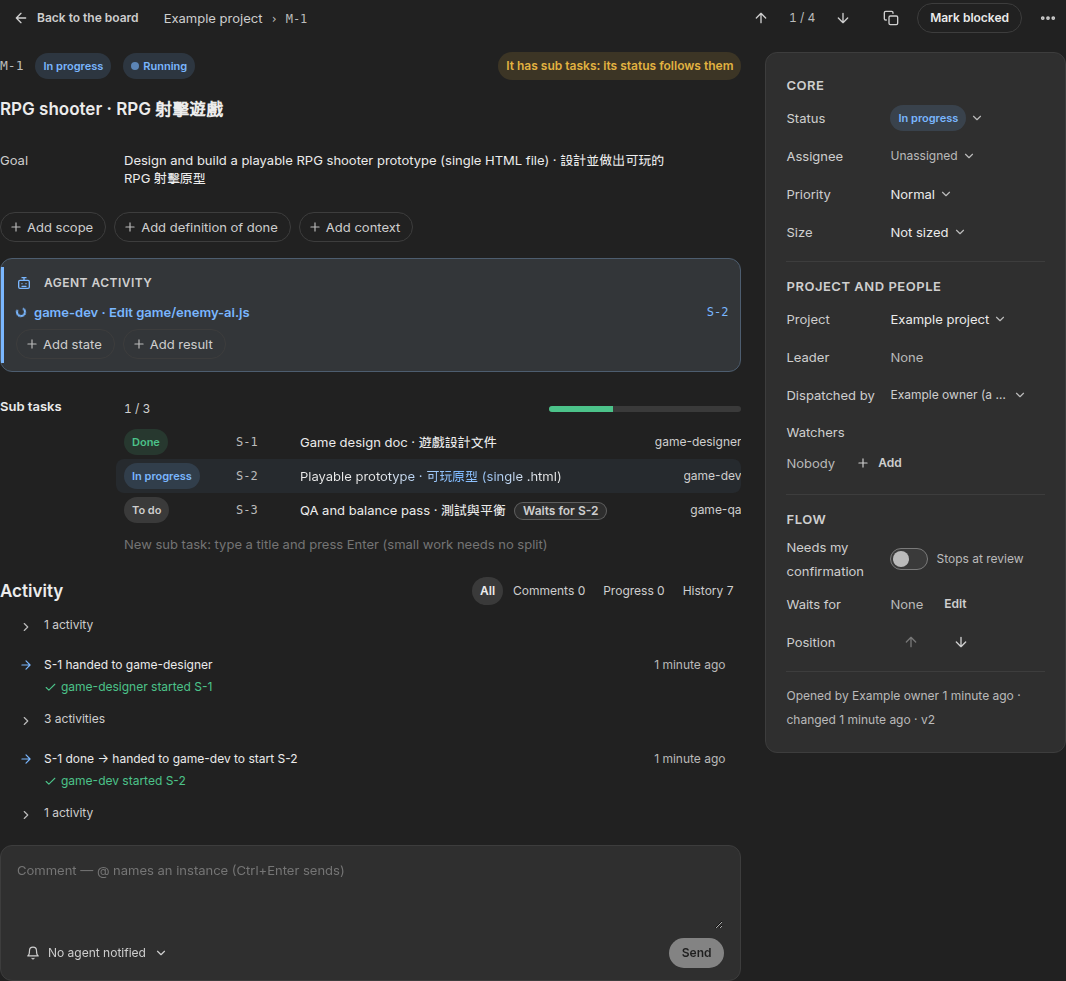 Back to the board
Example project › M-1
1 / 4
Mark blocked
M-1
In progress
Running
It has sub tasks: its status follows them
RPG shooter · RPG 射擊遊戲
Goal
Design and build a playable RPG shooter prototype (single HTML file) · 設計並做出可玩的
RPG 射擊原型
+ Add scope
+ Add definition of done
+ Add context
AGENT ACTIVITY
game-dev · Edit game/enemy-ai.js
S-2
+ Add state
+ Add result
Sub tasks
1 / 3
Done S-1 Game design doc · 遊戲設計文件 game-designer
In progress S-2 Playable prototype · 可玩原型 (single .html) game-dev
To do S-3 QA and balance pass · 測試與平衡 Waits for S-2 game-qa
New sub task: type a title and press Enter (small work needs no split)
Activity
All Comments 0 Progress 0 History 7
1 activity
S-1 handed to game-designer 1 minute ago
game-designer started S-1
3 activities
S-1 done → handed to game-dev to start S-2 1 minute ago
game-dev started S-2
1 activity
Comment — @ names an instance (Ctrl+Enter sends)
No agent notified
Send
CORE
Status In progress
Assignee Unassigned
Priority Normal
Size Not sized
PROJECT AND PEOPLE
Project Example project
Leader None
Dispatched by Example owner (a ...
Watchers
Nobody + Add
FLOW
Needs my
confirmation
Stops at review
Waits for None Edit
Position
Opened by Example owner 1 minute ago ·
changed 1 minute ago · v2